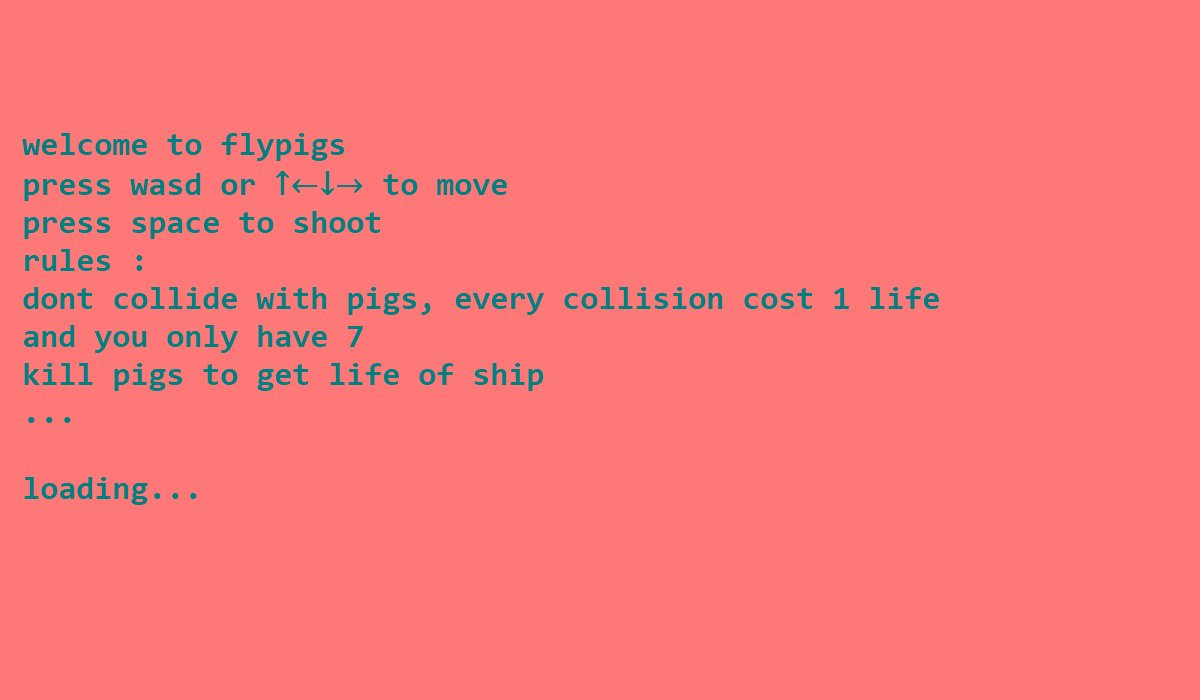 welcome to flypigs
press wasd or ↑←↓→ to move
press space to shoot
rules :
dont collide with pigs, every collision cost 1 life
and you only have 7
kill pigs to get life of ship
...
loading...